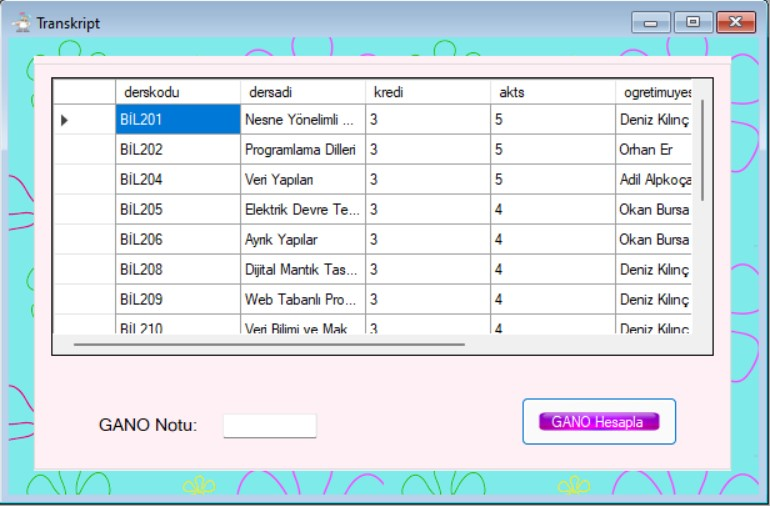 Transkript
derskodu dersadi kredi akts ogretimuyes
BİL201 Nesne Yönelimli ... 3 5 Deniz Kılınç
BİL202 Programlama Dilleri 3 5 Orhan Er
BİL204 Veri Yapıları 3 5 Adil Alpkoça
BİL205 Elektrik Devre Te... 3 4 Okan Bursa
BİL206 Ayrık Yapılar 3 4 Okan Bursa
BİL208 Dijital Mantık Tas... 3 4 Deniz Kılınç
BİL209 Web Tabanlı Pro... 3 4 Deniz Kılınç
BİL210 Veri Bilimi ve Mak 3 4 Deniz Kılınç
GANO Notu: GANO Hesapla